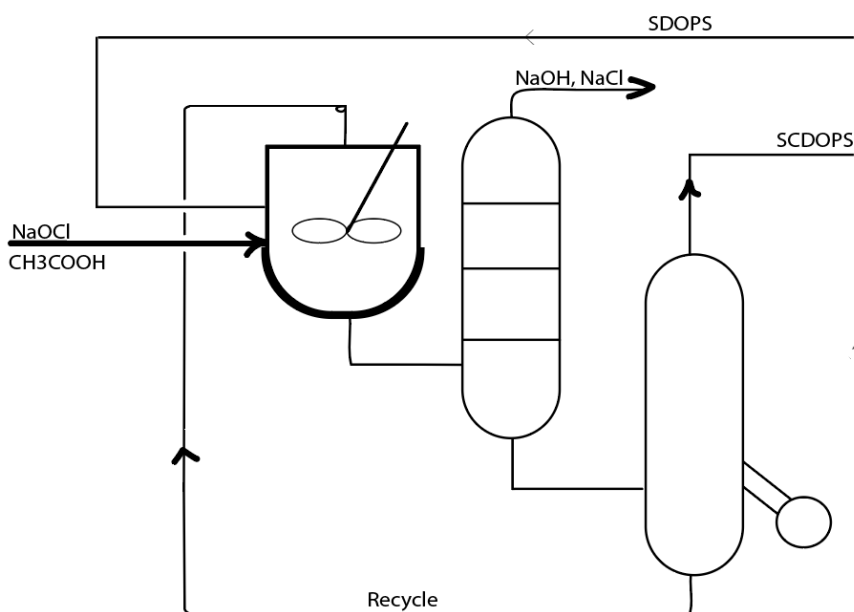 SDOPS
NaOH, NaCl
SCDOPS
NaOCl
CH3COOH
Recycle